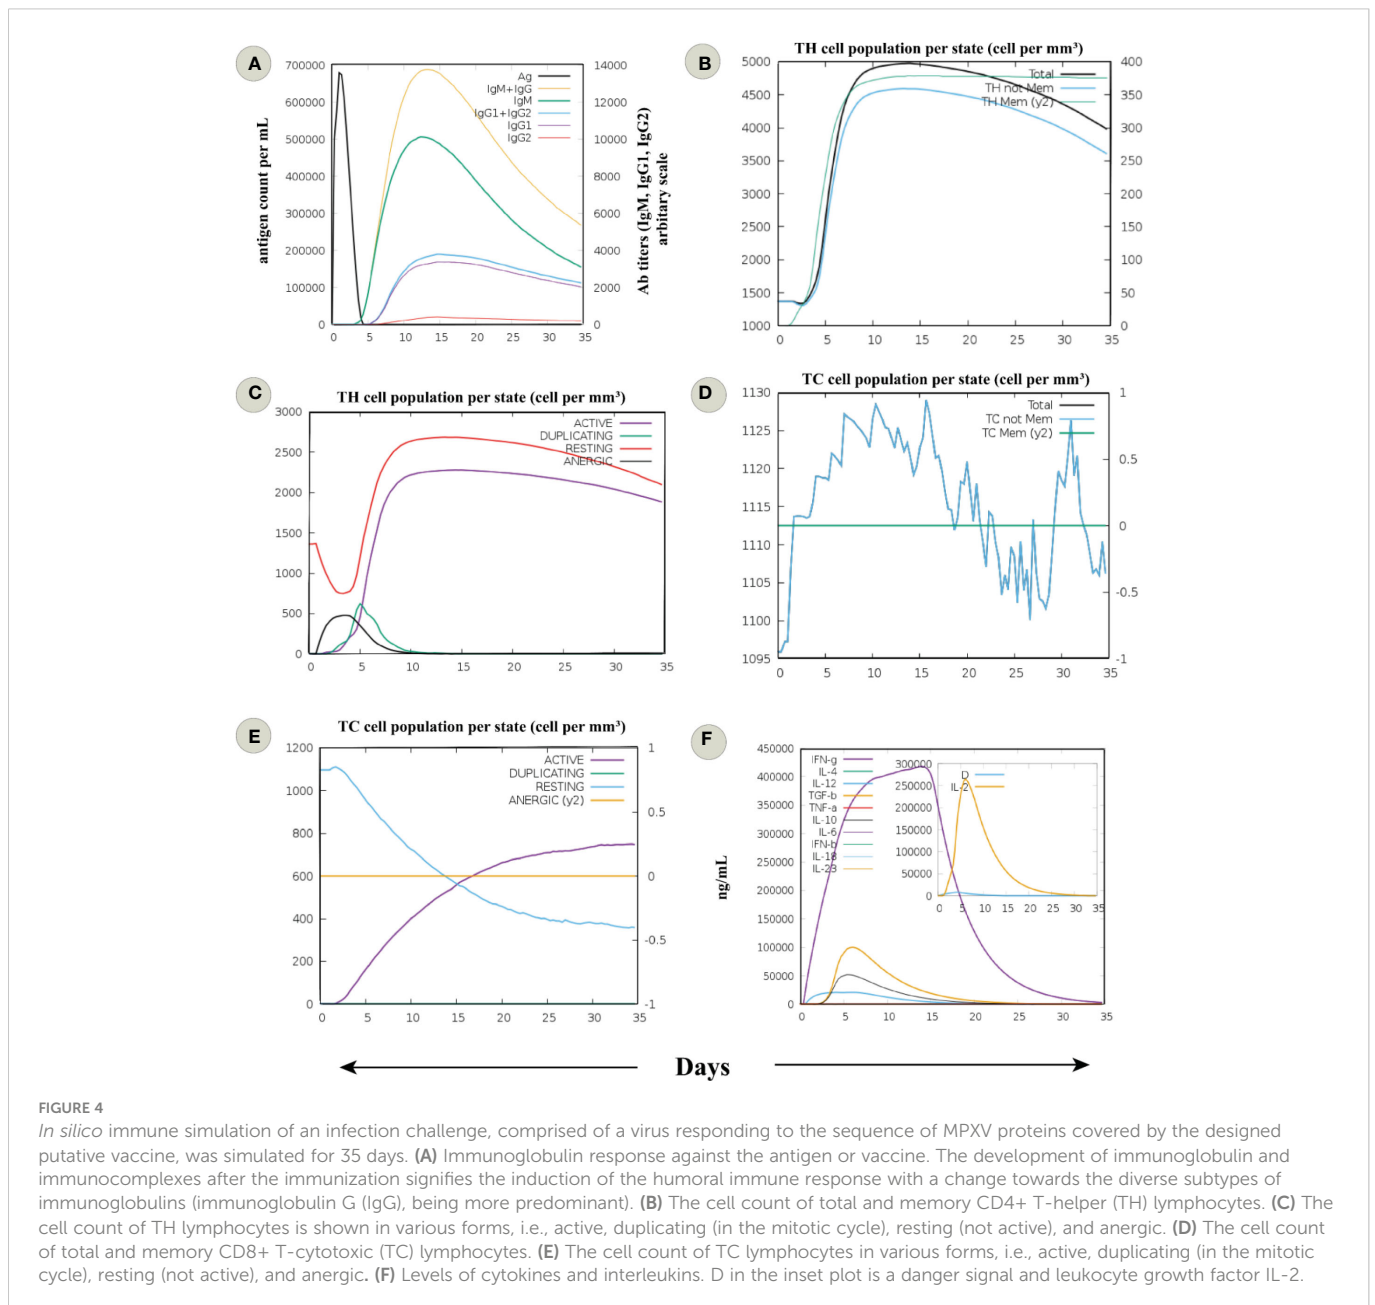 A
700000
600000
500000
400000
300000
200000
100000
0
14000
12000
10000
8000
6000
4000
2000
0
0 5 10 15 20 25 30 35
antigen count per mL
Ab titers (IgM, IgG1, IgG2)
arbitary scale
Ag
IgM+IgG
IgM
IgG1+IgG2
IgG1
IgG2
B
TH cell population per state (cell per mm³)
5000
4500
4000
3500
3000
2500
2000
1500
1000
400
350
300
250
200
150
100
50
0
0 5 10 15 20 25 30 35
Total
TH not Mem
TH Mem (y2)
C
TH cell population per state (cell per mm³)
3000
2500
2000
1500
1000
500
0
0 5 10 15 20 25 30 35
ACTIVE
DUPLICATING
RESTING
ANERGIC
D
TC cell population per state (cell per mm³)
1130
1125
1120
1115
1110
1105
1100
1095
1
0.5
0
-0.5
-1
0 5 10 15 20 25 30 35
Total
TC not Mem
TC Mem (y2)
E
TC cell population per state (cell per mm³)
1200
1000
800
600
400
200
0
1
0.5
0
-0.5
-1
0 5 10 15 20 25 30 35
ACTIVE
DUPLICATING
RESTING
ANERGIC (y2)
F
450000
400000
350000
300000
250000
200000
150000
100000
50000
0
0 5 10 15 20 25 30 35
ng/mL
IFN-g
IL-4
IL-12
TGF-b
TNF-a
IL-10
IL-6
IFN-b
IL-18
IL-23
300000
250000
200000
150000
100000
50000
0
0 5 10 15 20 25 30 35
D
IL-2
Days
FIGURE 4
In silico immune simulation of an infection challenge, comprised of a virus responding to the sequence of MPXV proteins covered by the designed
putative vaccine, was simulated for 35 days. (A) Immunoglobulin response against the antigen or vaccine. The development of immunoglobulin and
immunocomplexes after the immunization signifies the induction of the humoral immune response with a change towards the diverse subtypes of
immunoglobulins (immunoglobulin G (IgG), being more predominant). (B) The cell count of total and memory CD4+ T-helper (TH) lymphocytes. (C) The
cell count of TH lymphocytes is shown in various forms, i.e., active, duplicating (in the mitotic cycle), resting (not active), and anergic. (D) The cell count
of total and memory CD8+ T-cytotoxic (TC) lymphocytes. (E) The cell count of TC lymphocytes in various forms, i.e., active, duplicating (in the mitotic
cycle), resting (not active), and anergic. (F) Levels of cytokines and interleukins. D in the inset plot is a danger signal and leukocyte growth factor IL-2.